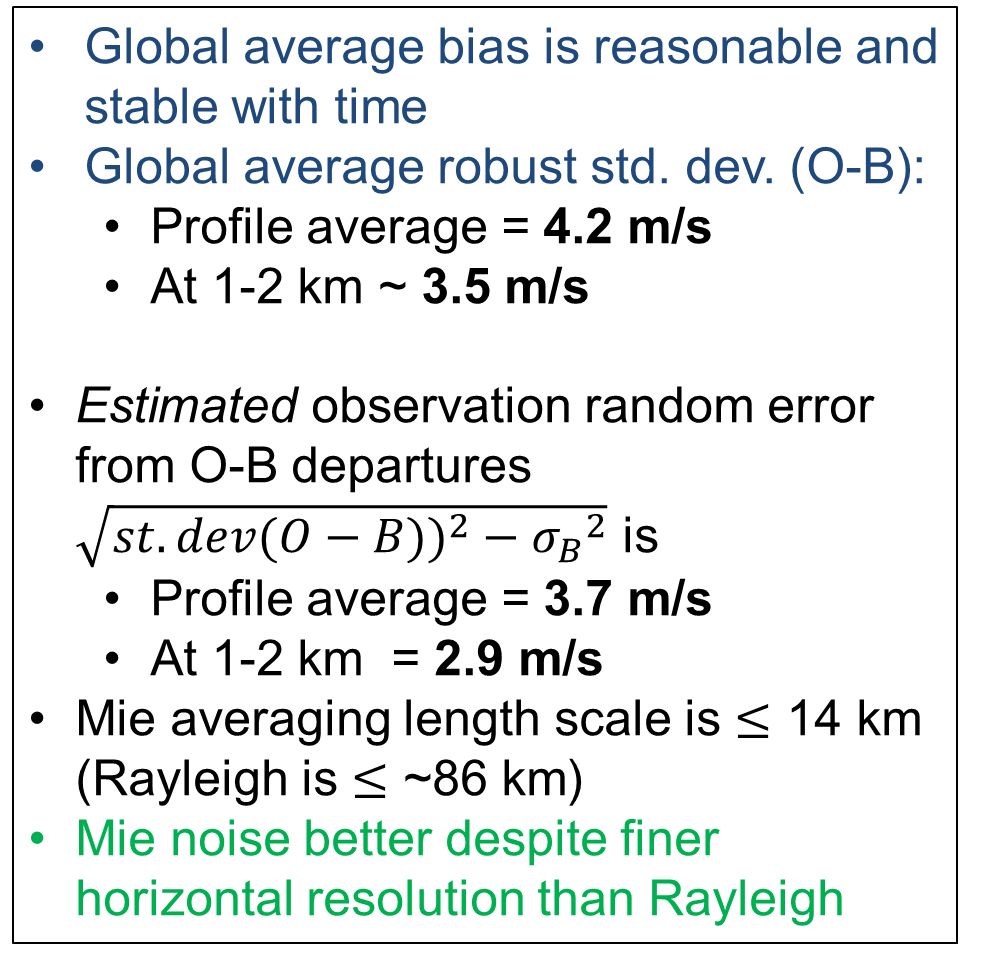 • Global average bias is reasonable and
stable with time
• Global average robust std. dev. (O-B):
• Profile average = 4.2 m/s
• At 1-2 km ~ 3.5 m/s
• Estimated observation random error
from O-B departures
√st.dev(O − B))² − σ_B² is
• Profile average = 3.7 m/s
• At 1-2 km = 2.9 m/s
• Mie averaging length scale is ≤ 14 km
(Rayleigh is ≤ ~86 km)
• Mie noise better despite finer
horizontal resolution than Rayleigh